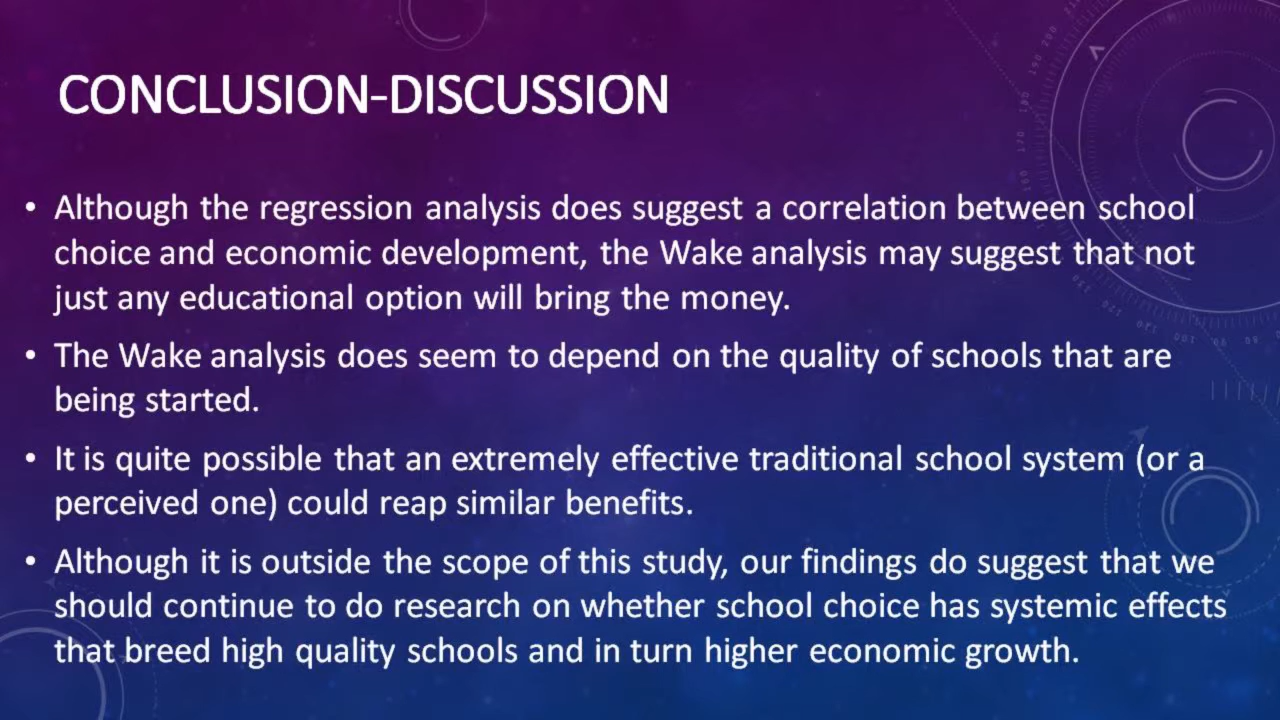 CONCLUSION-DISCUSSION
• Although the regression analysis does suggest a correlation between school
choice and economic development, the Wake analysis may suggest that not
just any educational option will bring the money.
• The Wake analysis does seem to depend on the quality of schools that are
being started.
• It is quite possible that an extremely effective traditional school system (or a
perceived one) could reap similar benefits.
• Although it is outside the scope of this study, our findings do suggest that we
should continue to do research on whether school choice has systemic effects
that breed high quality schools and in turn higher economic growth.